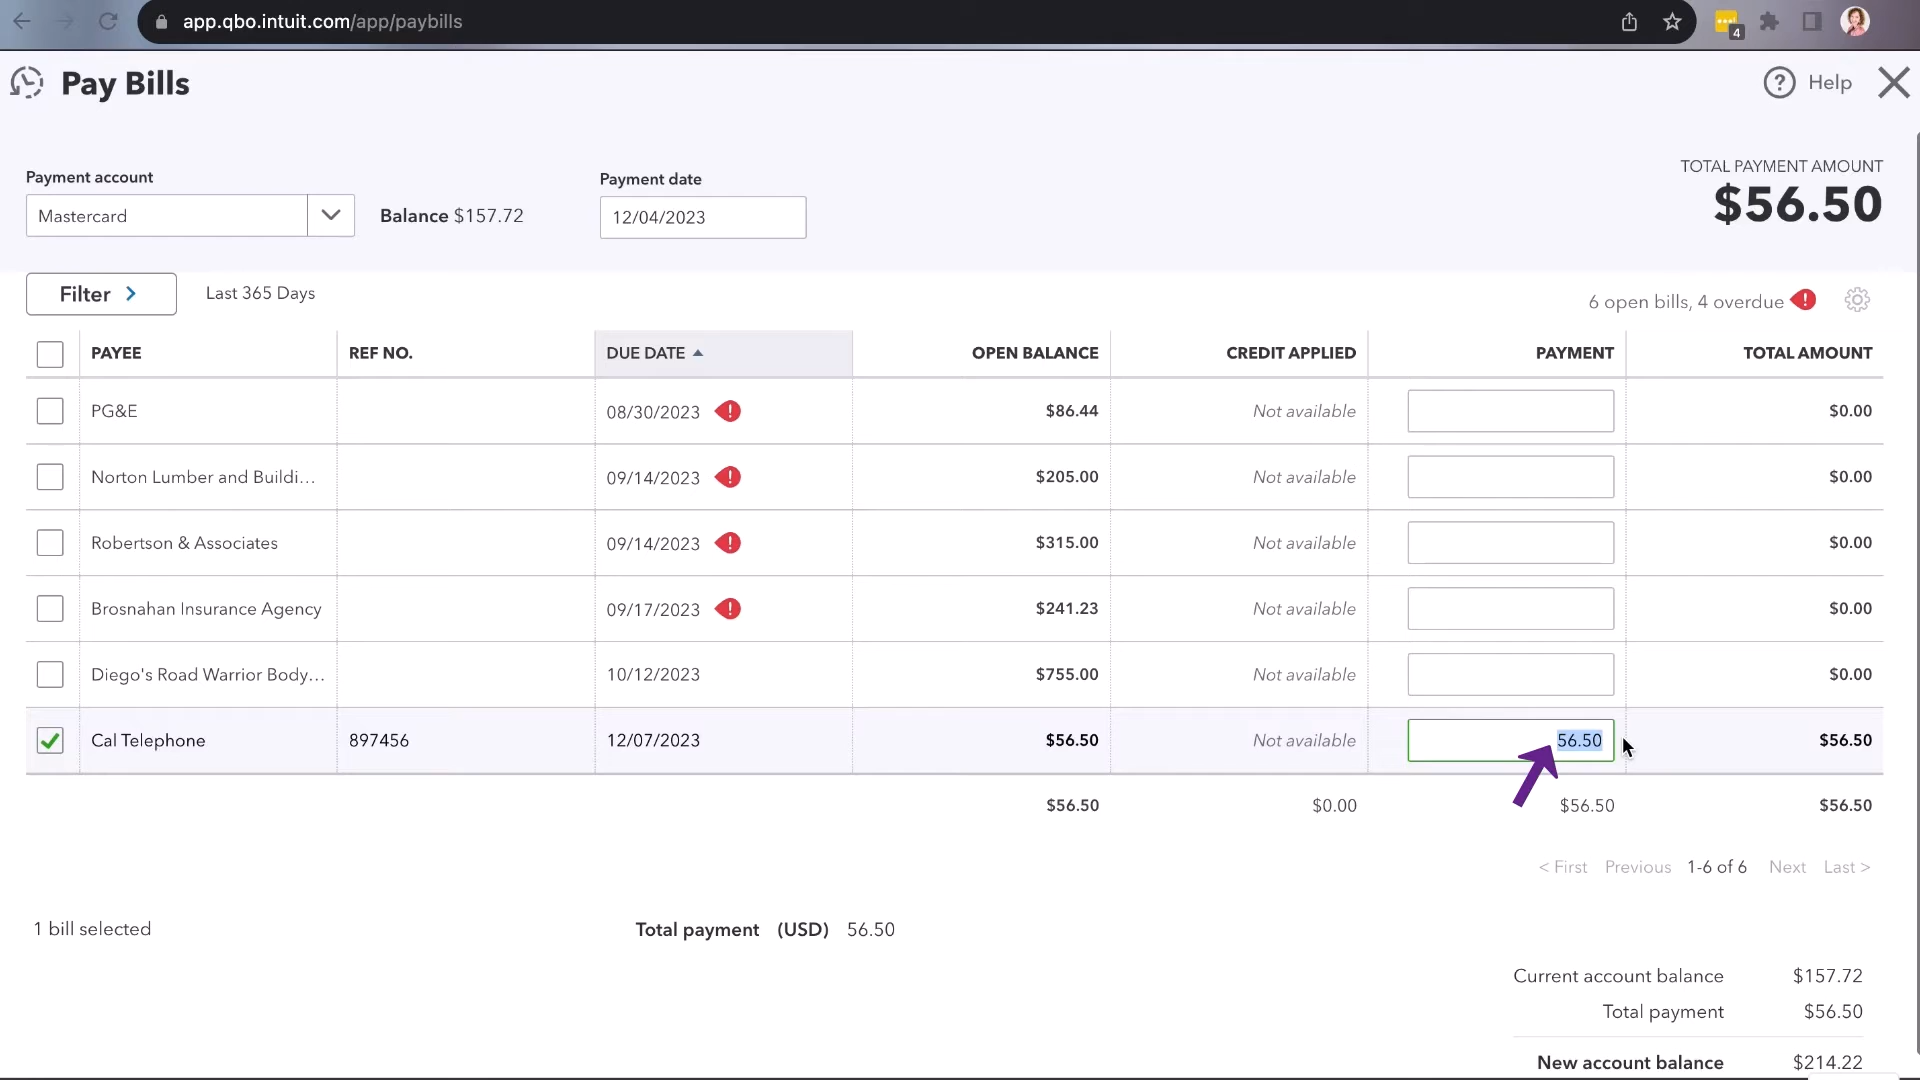 app.qbo.intuit.com/app/paybills
4
Pay Bills
? Help
Payment account
Mastercard
Balance $157.72
Payment date
12/04/2023
TOTAL PAYMENT AMOUNT
$56.50
Filter
Last 365 Days
6 open bills, 4 overdue !
PAYEE REF NO. DUE DATE OPEN BALANCE CREDIT APPLIED PAYMENT TOTAL AMOUNT
PG&E 08/30/2023 ! $86.44 Not available $0.00
Norton Lumber and Buildi... 09/14/2023 ! $205.00 Not available $0.00
Robertson & Associates 09/14/2023 ! $315.00 Not available $0.00
Brosnahan Insurance Agency 09/17/2023 ! $241.23 Not available $0.00
Diego's Road Warrior Body... 10/12/2023 $755.00 Not available $0.00
Cal Telephone 897456 12/07/2023 $56.50 Not available 56.50 $56.50
$56.50 $0.00 $56.50 $56.50
< First Previous 1-6 of 6 Next Last >
1 bill selected
Total payment (USD) 56.50
Current account balance $157.72
Total payment $56.50
New account balance $214.22